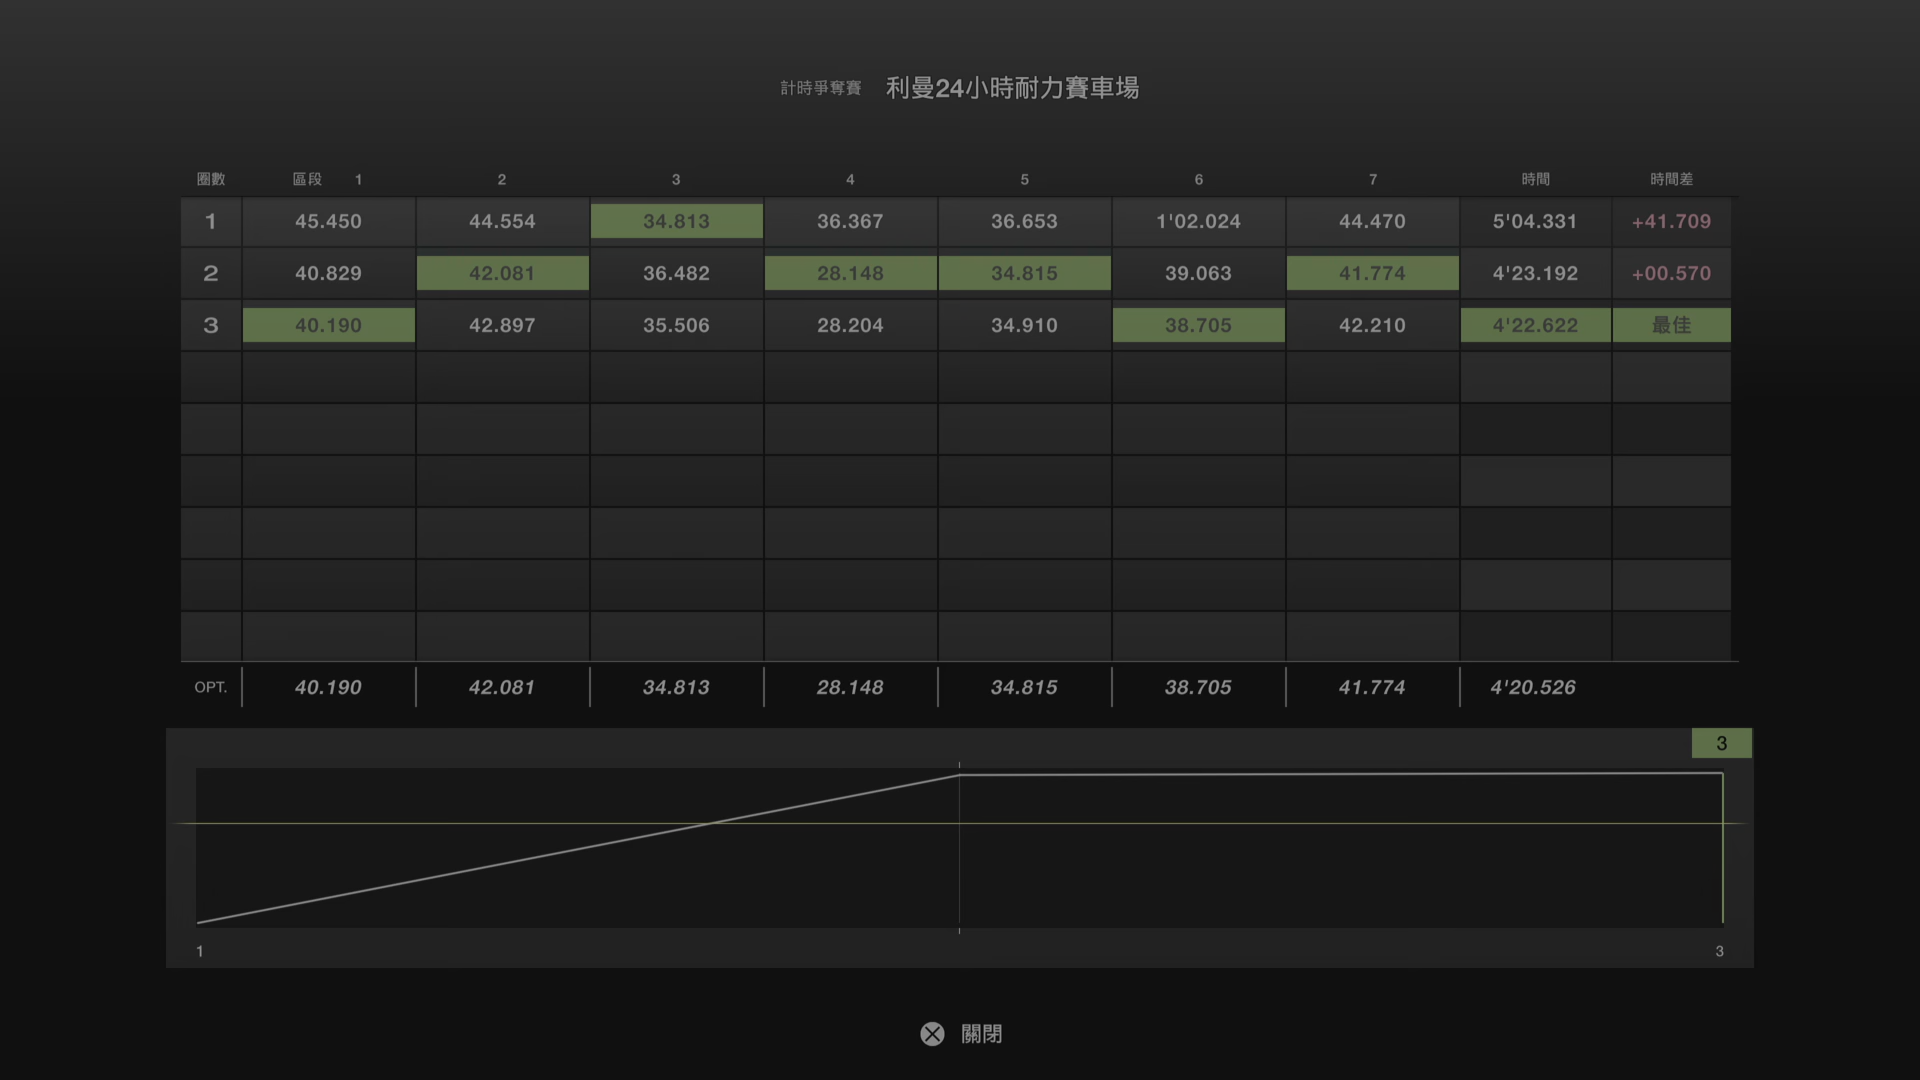 計時爭奪賽 利曼24小時耐力賽車場
圈數 區段 1 2 3 4 5 6 7 時間 時間差
1 45.450 44.554 34.813 36.367 36.653 1'02.024 44.470 5'04.331 +41.709
2 40.829 42.081 36.482 28.148 34.815 39.063 41.774 4'23.192 +00.570
3 40.190 42.897 35.506 28.204 34.910 38.705 42.210 4'22.622 最佳
OPT. 40.190 42.081 34.813 28.148 34.815 38.705 41.774 4'20.526
3
1 3
關閉